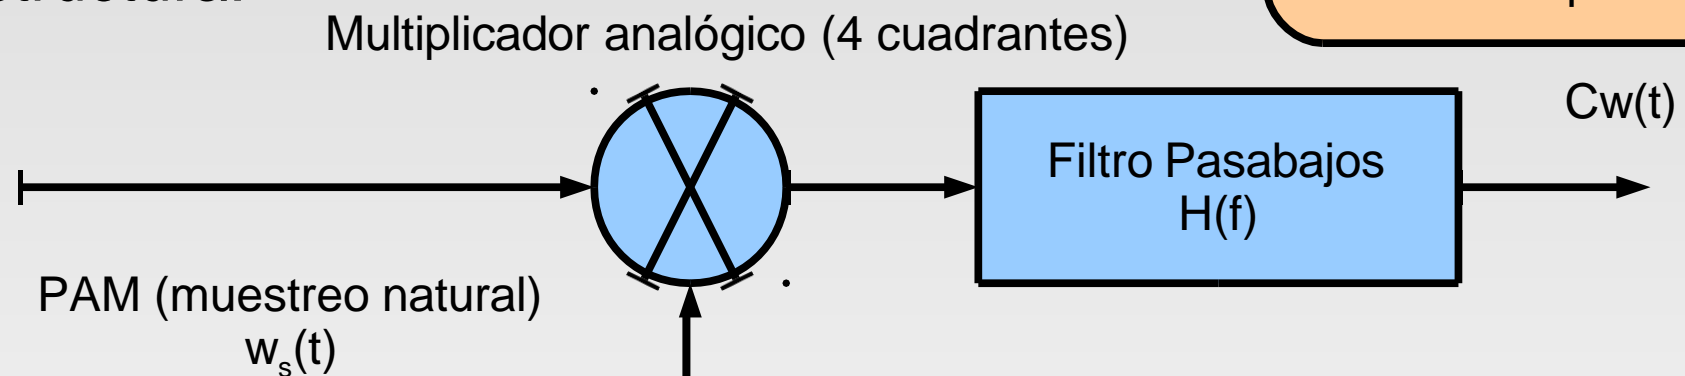 Multiplicador analógico (4 cuadrantes)
Cw(t)
Filtro Pasabajos
H(f)
PAM (muestreo natural)
w_s(t)